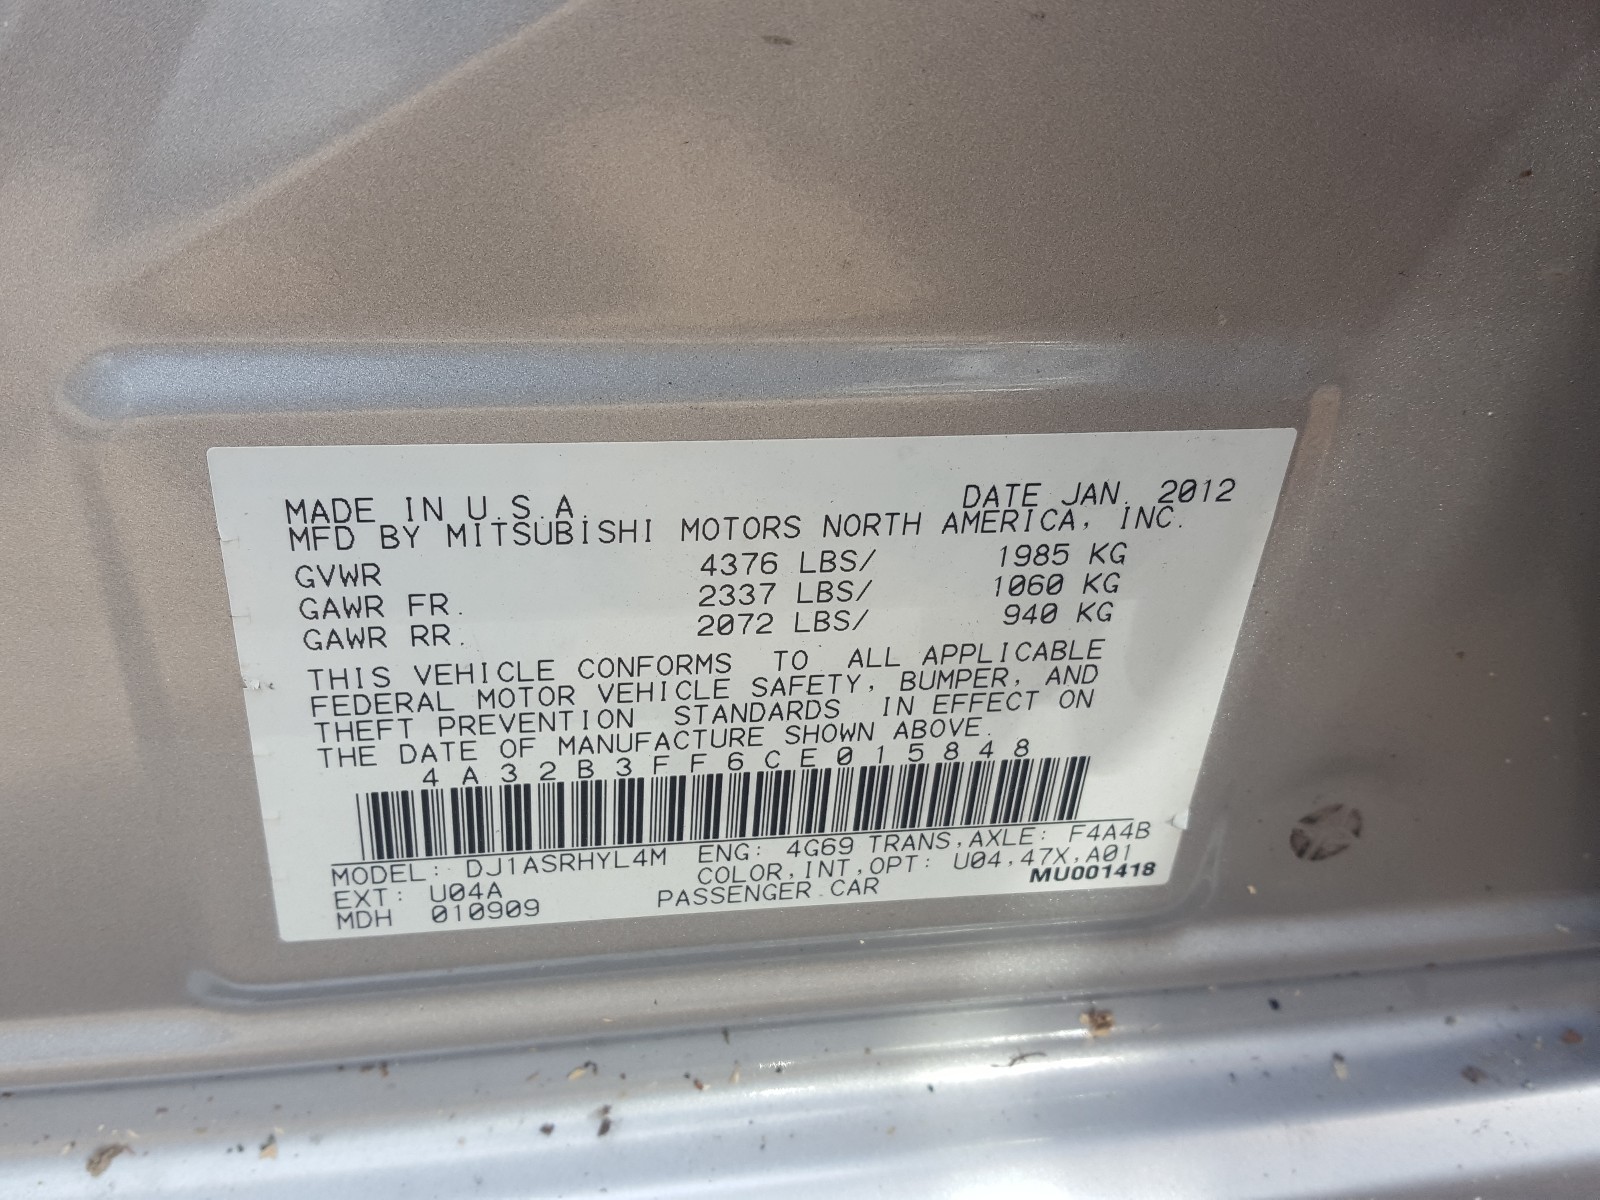 MADE IN U.S.A. DATE JAN. 2012
MFD BY MITSUBISHI MOTORS NORTH AMERICA, INC.
GVWR 4376 LBS/ 1985 KG
GAWR FR. 2337 LBS/ 1060 KG
GAWR RR. 2072 LBS/ 940 KG
THIS VEHICLE CONFORMS TO ALL APPLICABLE
FEDERAL MOTOR VEHICLE SAFETY, BUMPER, AND
THEFT PREVENTION STANDARDS IN EFFECT ON
THE DATE OF MANUFACTURE SHOWN ABOVE.
4A32B3FF6CE015848
MODEL: DJ1ASRHYL4M ENG: 4G69 TRANS,AXLE: F4A4B
EXT: U04A COLOR,INT,OPT: U04,47X,A01
MDH 010909 PASSENGER CAR MU001418